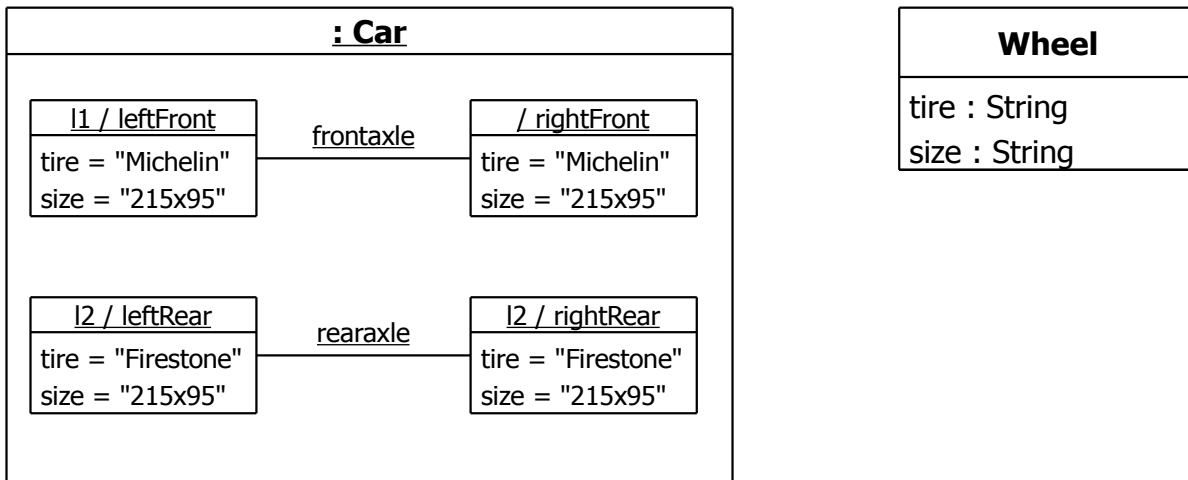 : Car
l1 / leftFront
tire = "Michelin"
size = "215x95"
frontaxle
/ rightFront
tire = "Michelin"
size = "215x95"
l2 / leftRear
tire = "Firestone"
size = "215x95"
rearaxle
l2 / rightRear
tire = "Firestone"
size = "215x95"
Wheel
tire : String
size : String